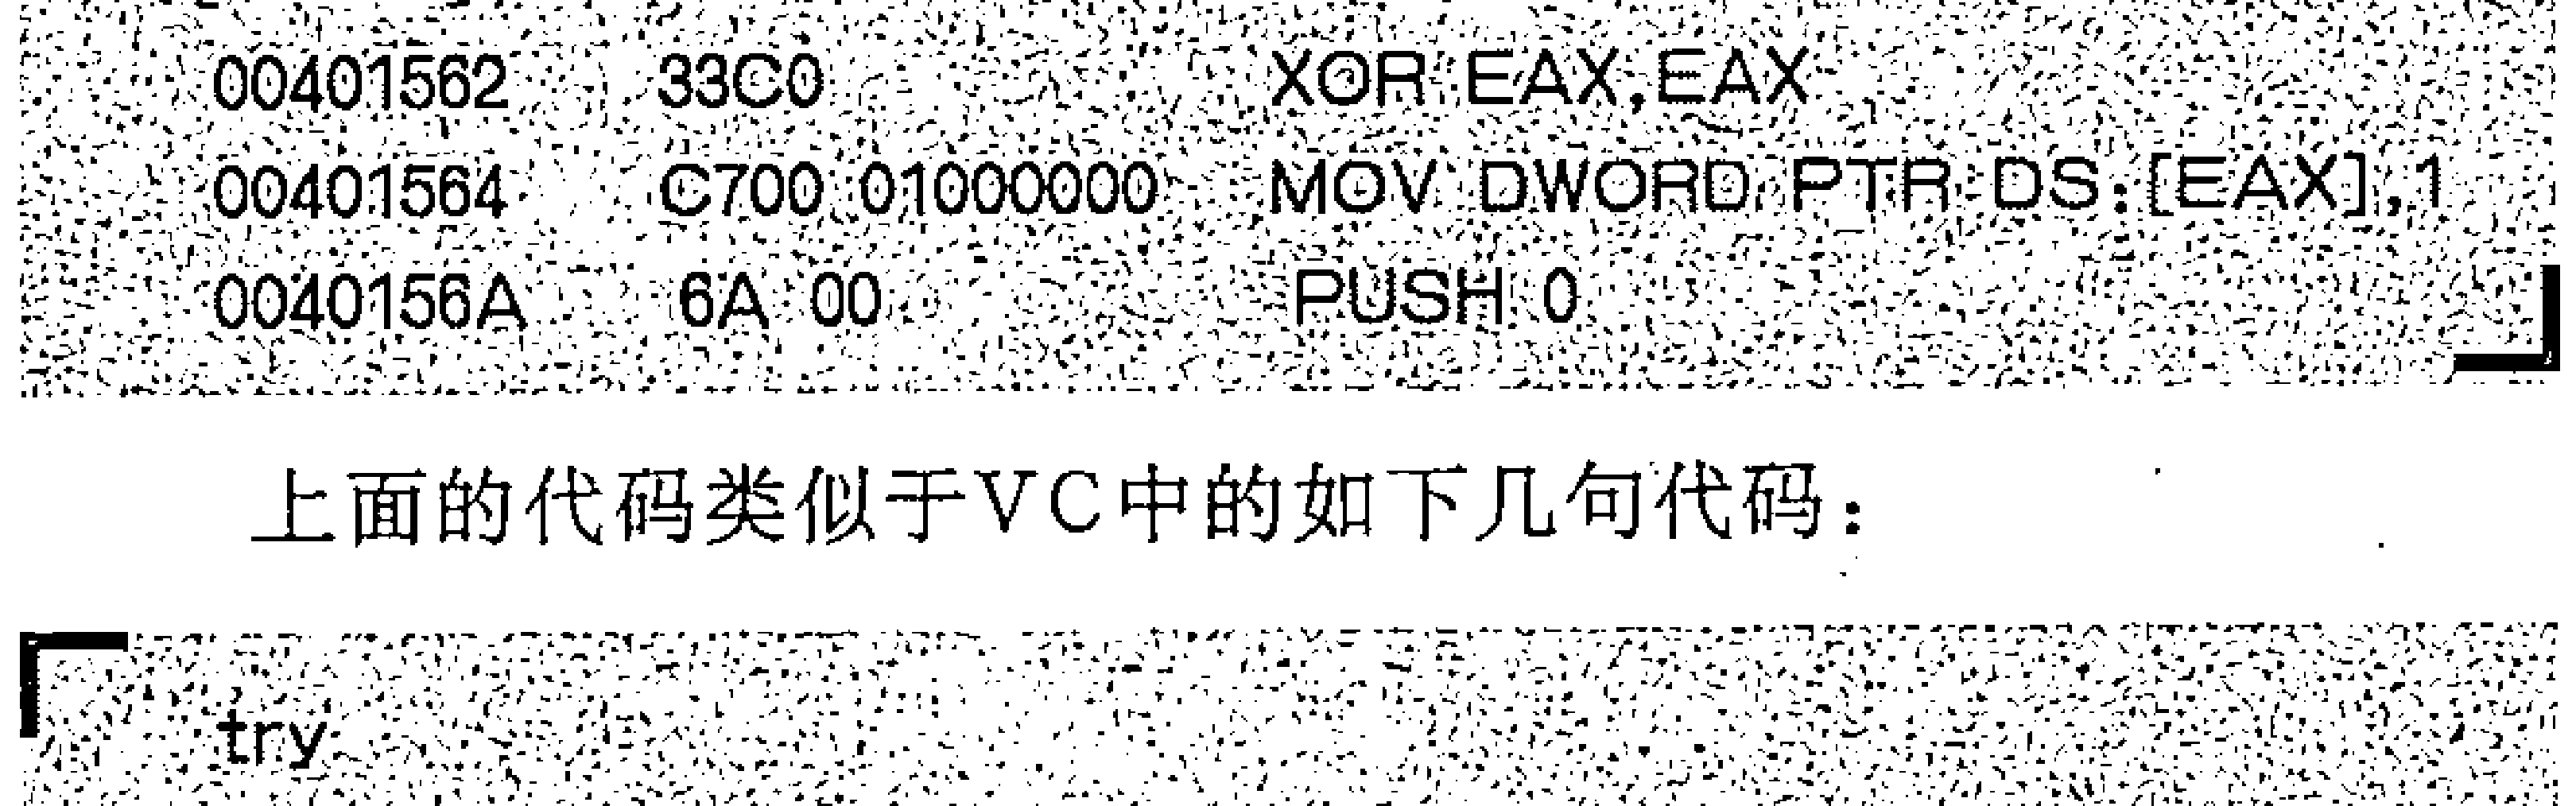 00401562 33C0 XOR EAX,EAX
00401564 C700 01000000 MOV DWORD PTR DS:[EAX],1
0040156A 6A 00 PUSH 0
上面的代码类似于VC中的如下几句代码：
try